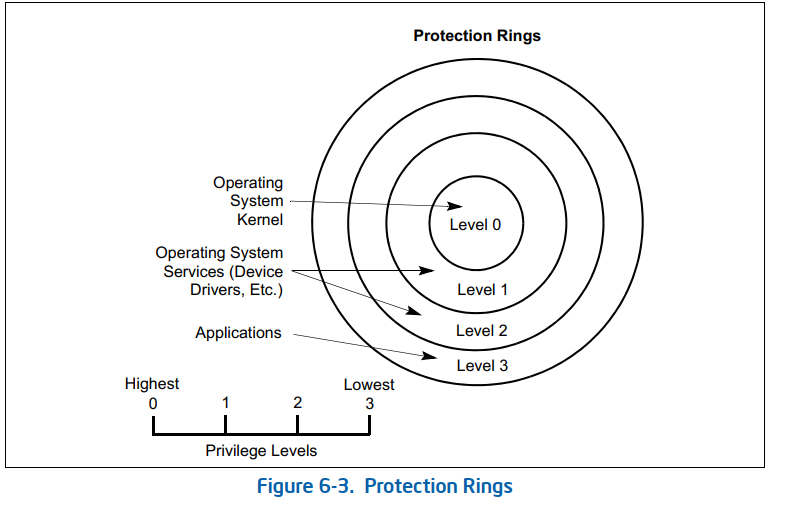 Protection Rings
Operating
System
Kernel
Level 0
Operating System
Services (Device
Drivers, Etc.)
Level 1
Level 2
Applications
Level 3
Highest
Lowest
0
1
2
3
Privilege Levels
Figure 6-3. Protection Rings